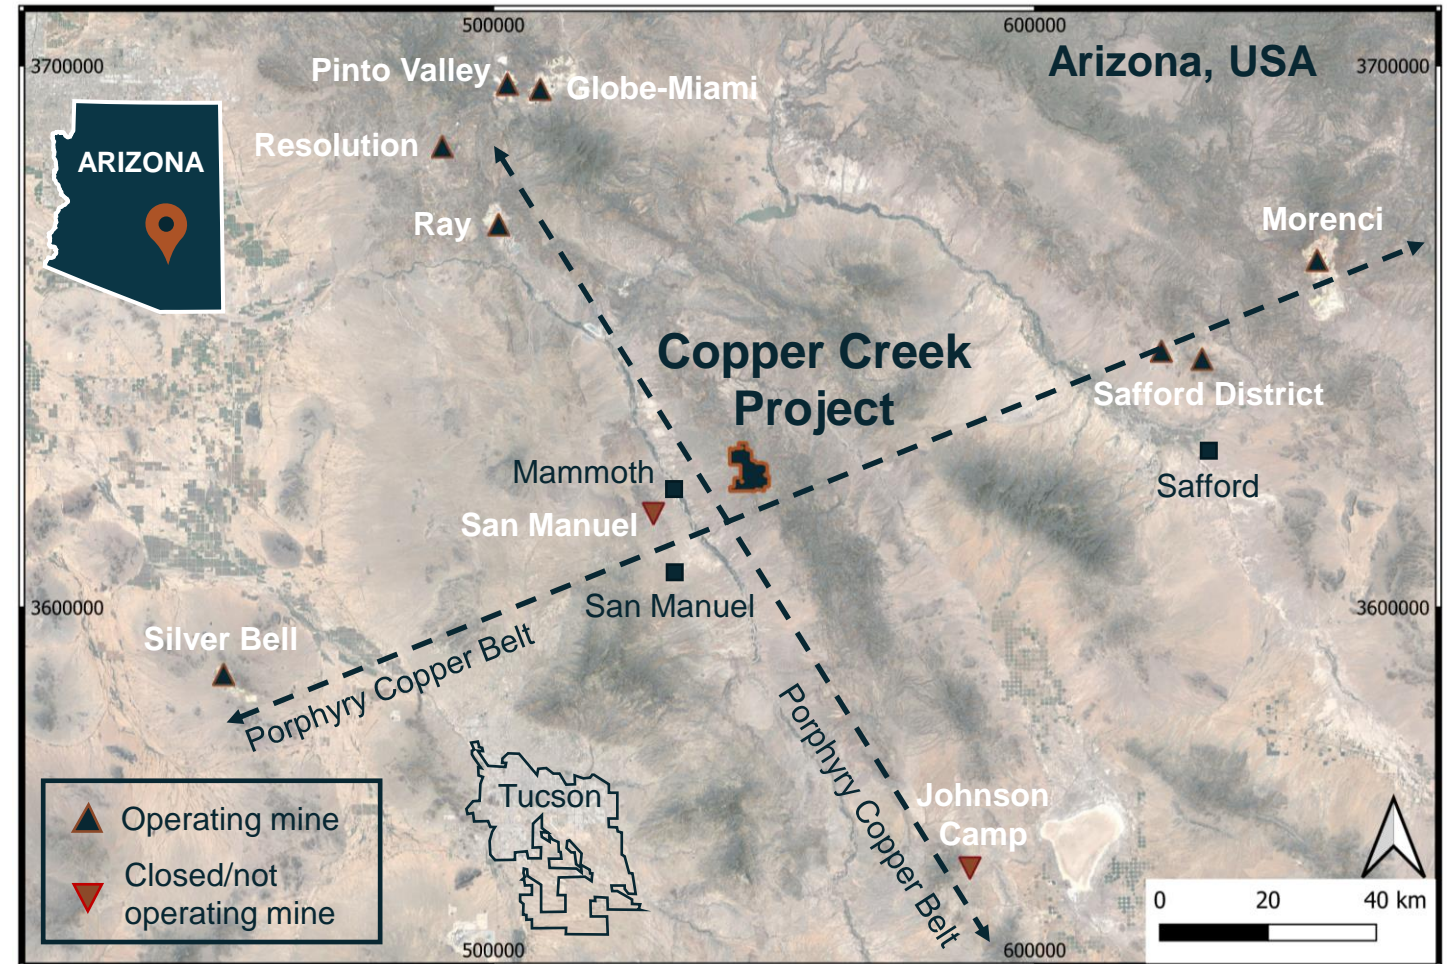 500000
600000
3700000
Pinto Valley
Globe-Miami
Arizona, USA
3700000
Resolution
ARIZONA
Ray
Morenci
Copper Creek
Project
Safford District
Mammoth
Safford
San Manuel
San Manuel
3600000
3600000
Silver Bell
Porphyry Copper Belt
Porphyry Copper Belt
Tucson
Johnson
Camp
Operating mine
Closed/not
operating mine
0 20 40 km
500000
600000